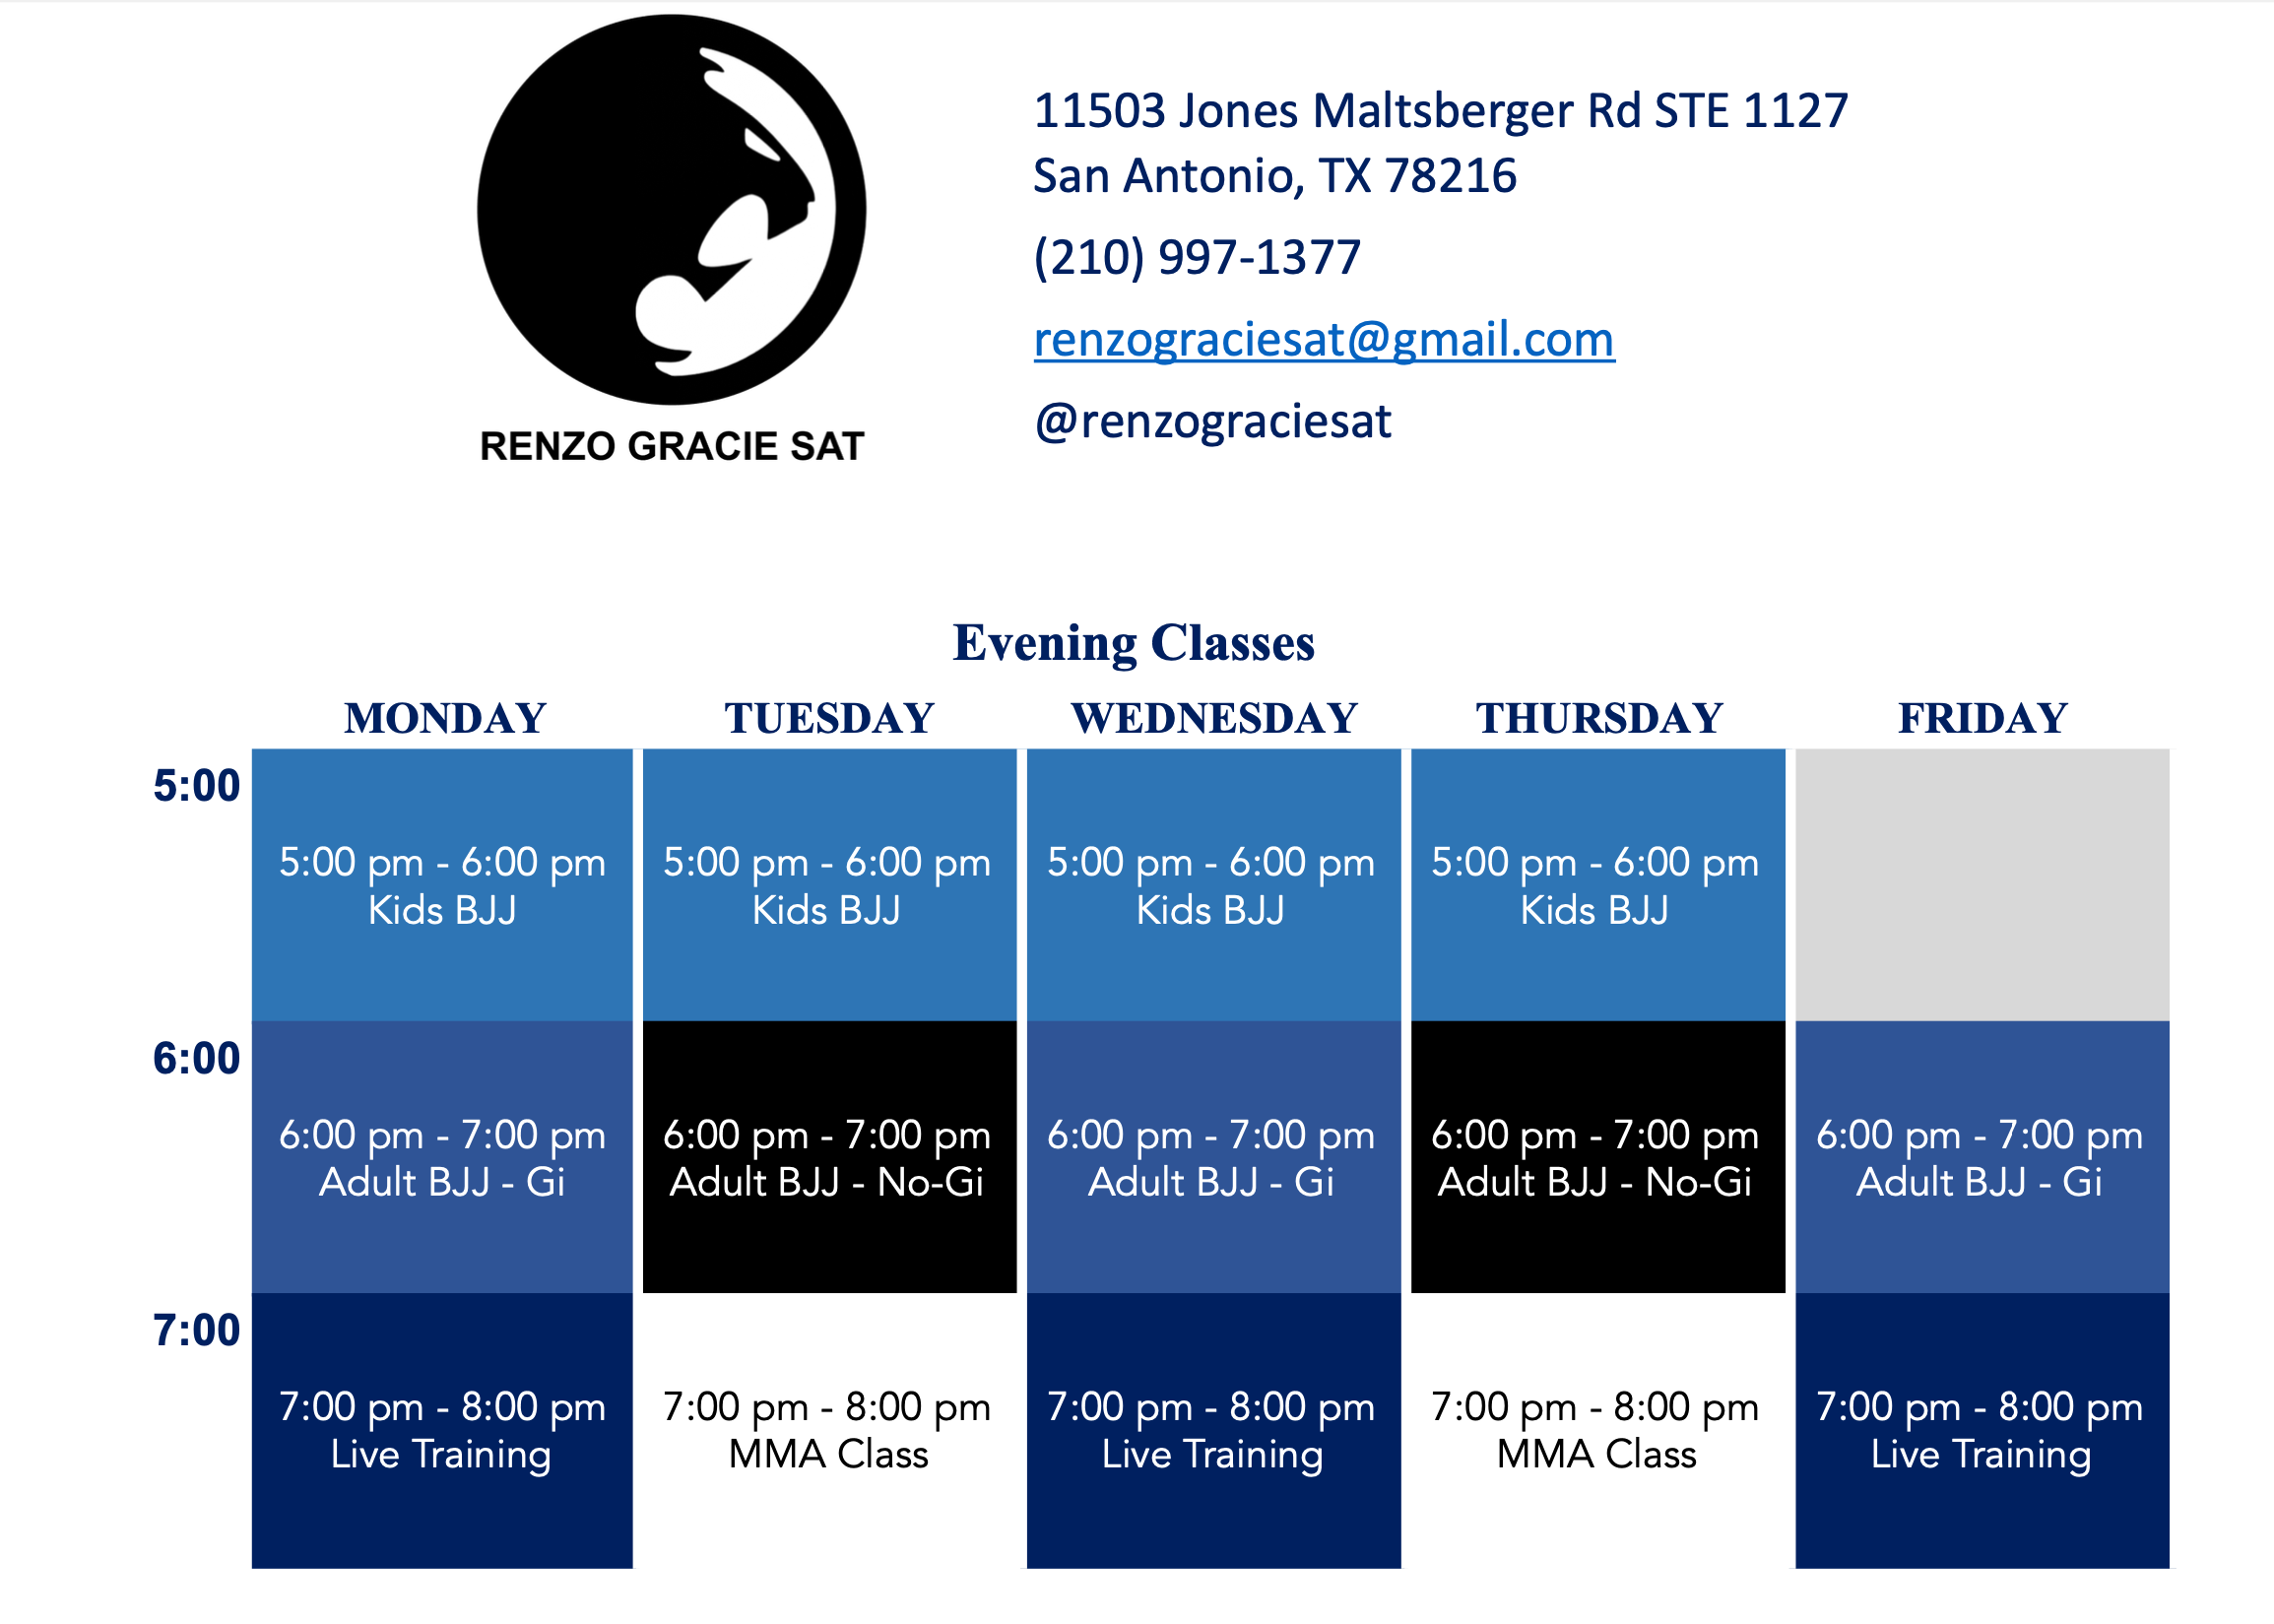 11503 Jones Maltsberger Rd STE 1127
San Antonio, TX 78216
(210) 997-1377
renzograciesat@gmail.com
@renzograciesat
RENZO GRACIE SAT
Evening Classes
MONDAY TUESDAY WEDNESDAY THURSDAY FRIDAY
5:00
5:00 pm - 6:00 pm 5:00 pm - 6:00 pm 5:00 pm - 6:00 pm 5:00 pm - 6:00 pm
Kids BJJ Kids BJJ Kids BJJ Kids BJJ
6:00
6:00 pm - 7:00 pm 6:00 pm - 7:00 pm 6:00 pm - 7:00 pm 6:00 pm - 7:00 pm 6:00 pm - 7:00 pm
Adult BJJ - Gi Adult BJJ - No-Gi Adult BJJ - Gi Adult BJJ - No-Gi Adult BJJ - Gi
7:00
7:00 pm - 8:00 pm 7:00 pm - 8:00 pm 7:00 pm - 8:00 pm 7:00 pm - 8:00 pm 7:00 pm - 8:00 pm
Live Training MMA Class Live Training MMA Class Live Training